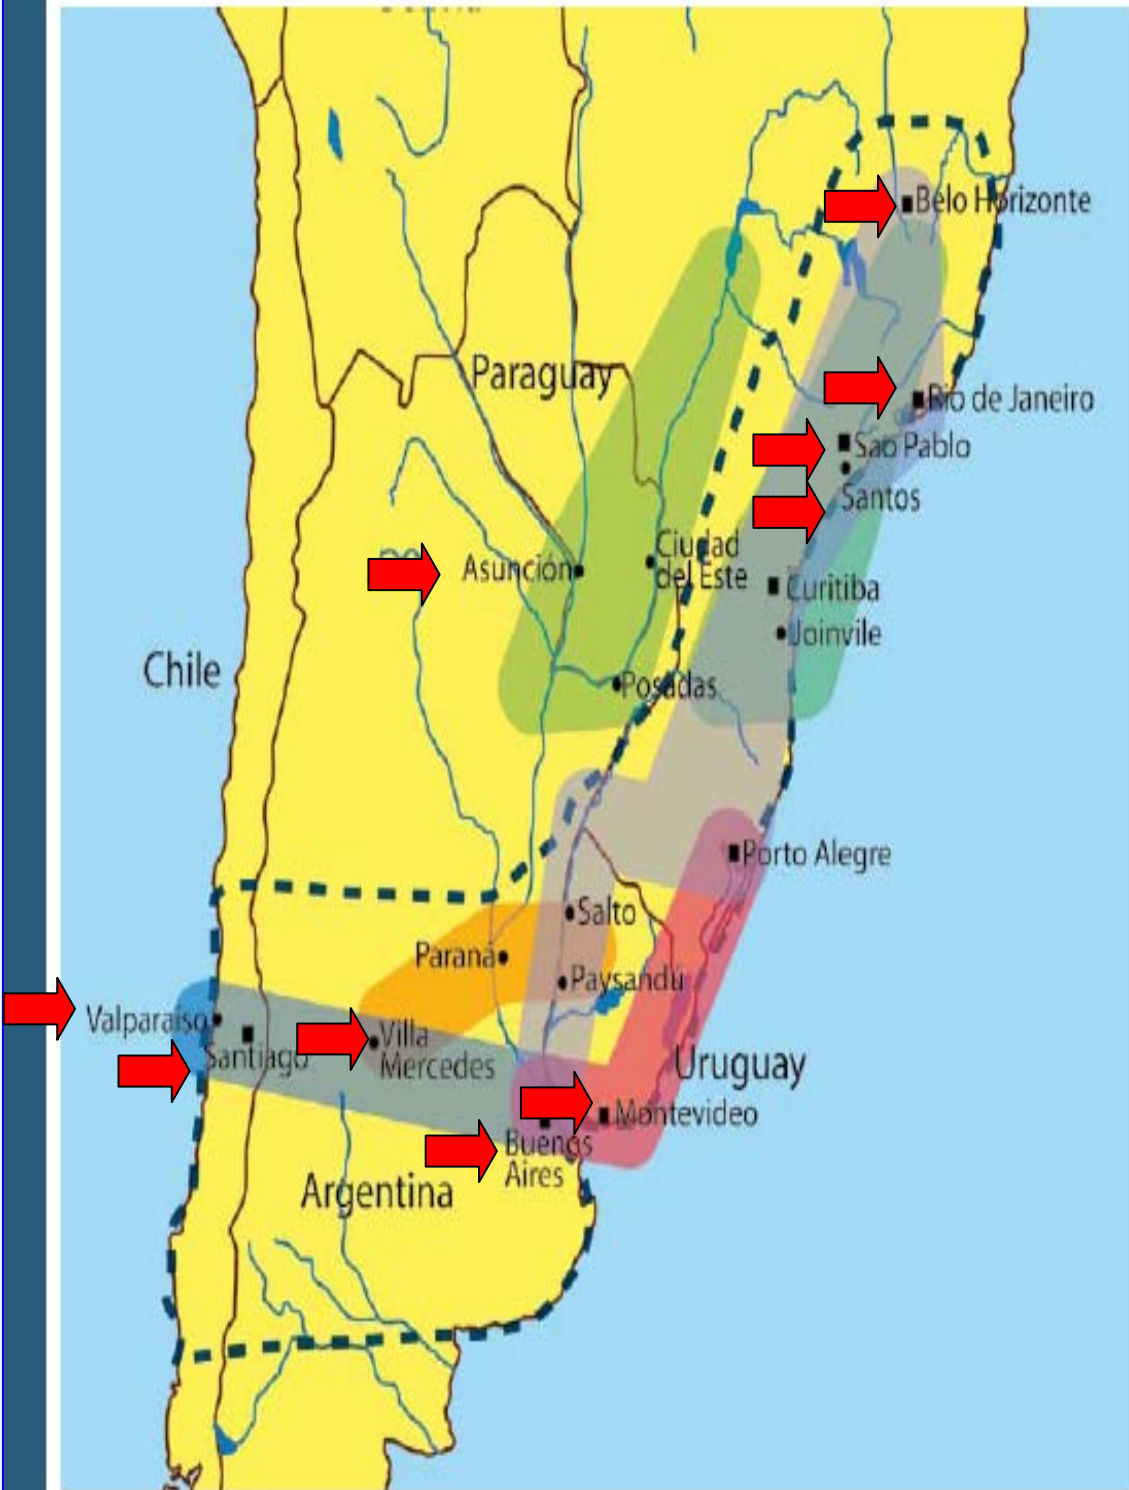 Belo Horizonte
Paraguay
Rio de Janeiro
Sao Pablo
Santos
Asunción
Ciudad
del Este
Curitiba
Joinvile
Chile
Posadas
Porto Alegre
Salto
Paraná
Paysandú
Valparaiso
Santiago
Villa
Mercedes
Uruguay
Montevideo
Buenos
Aires
Argentina